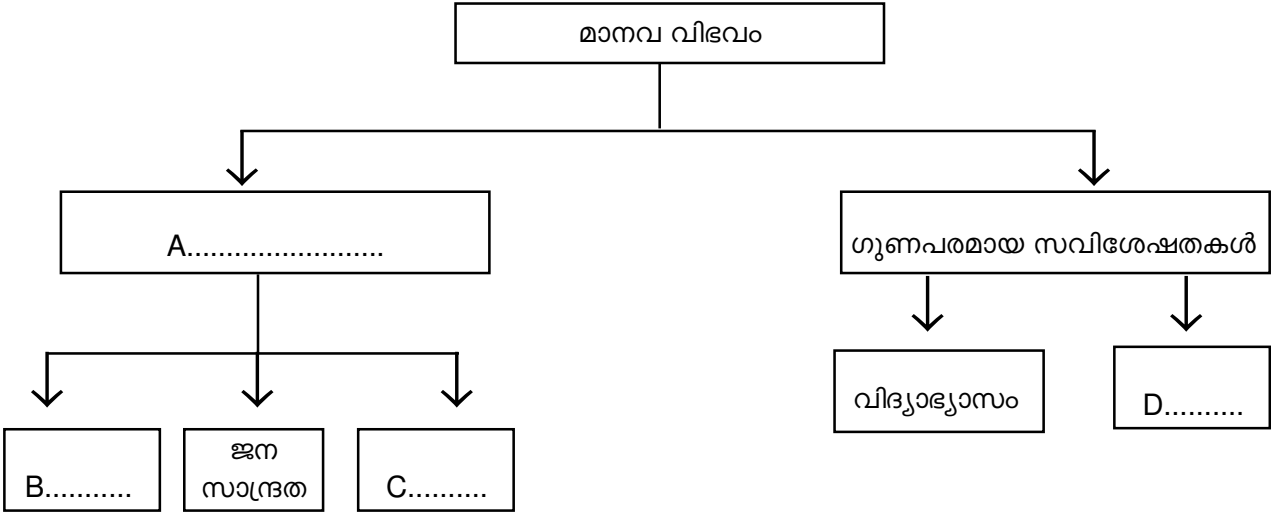 മാനവ വിഭവം
A.........................
ഗുണപരമായ സവിശേഷതകൾ
B...........
ജന
സാന്ദ്രത
C..........
വിദ്യാഭ്യാസം
D..........